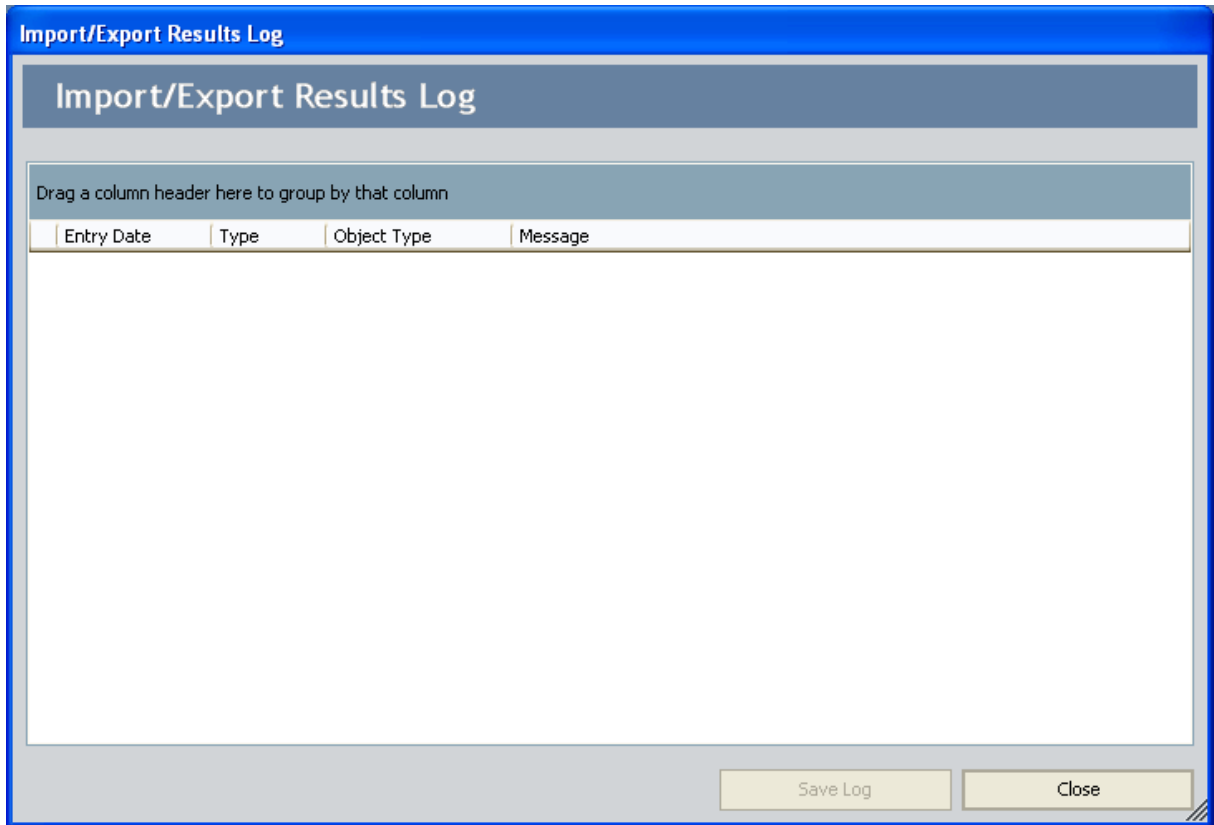 Import/Export Results Log
Import/Export Results Log
Drag a column header here to group by that column
Entry Date Type Object Type Message
Save Log Close